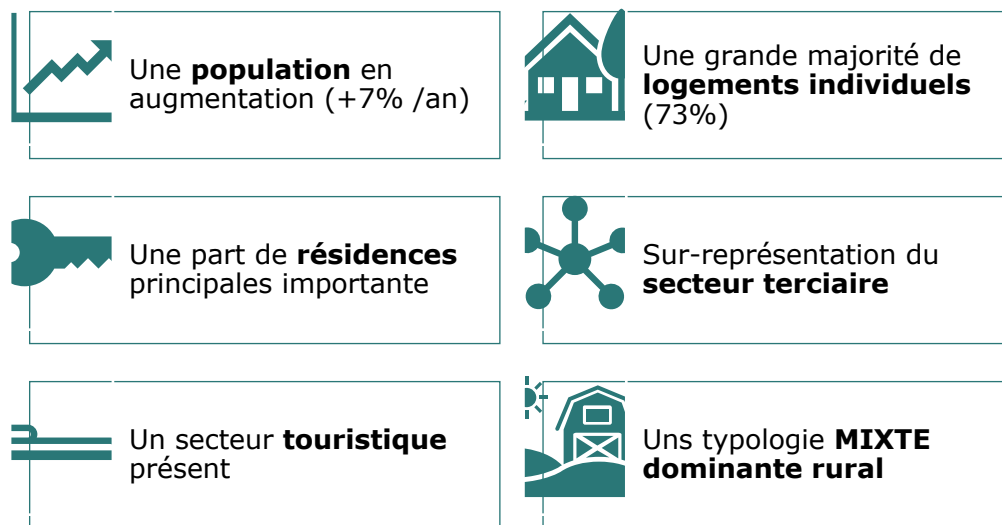 Une population en
augmentation (+7% /an)
Une grande majorité de
logements individuels
(73%)
Une part de résidences
principales importante
Sur-représentation du
secteur terciaire
Un secteur touristique
présent
Uns typologie MIXTE
dominante rural